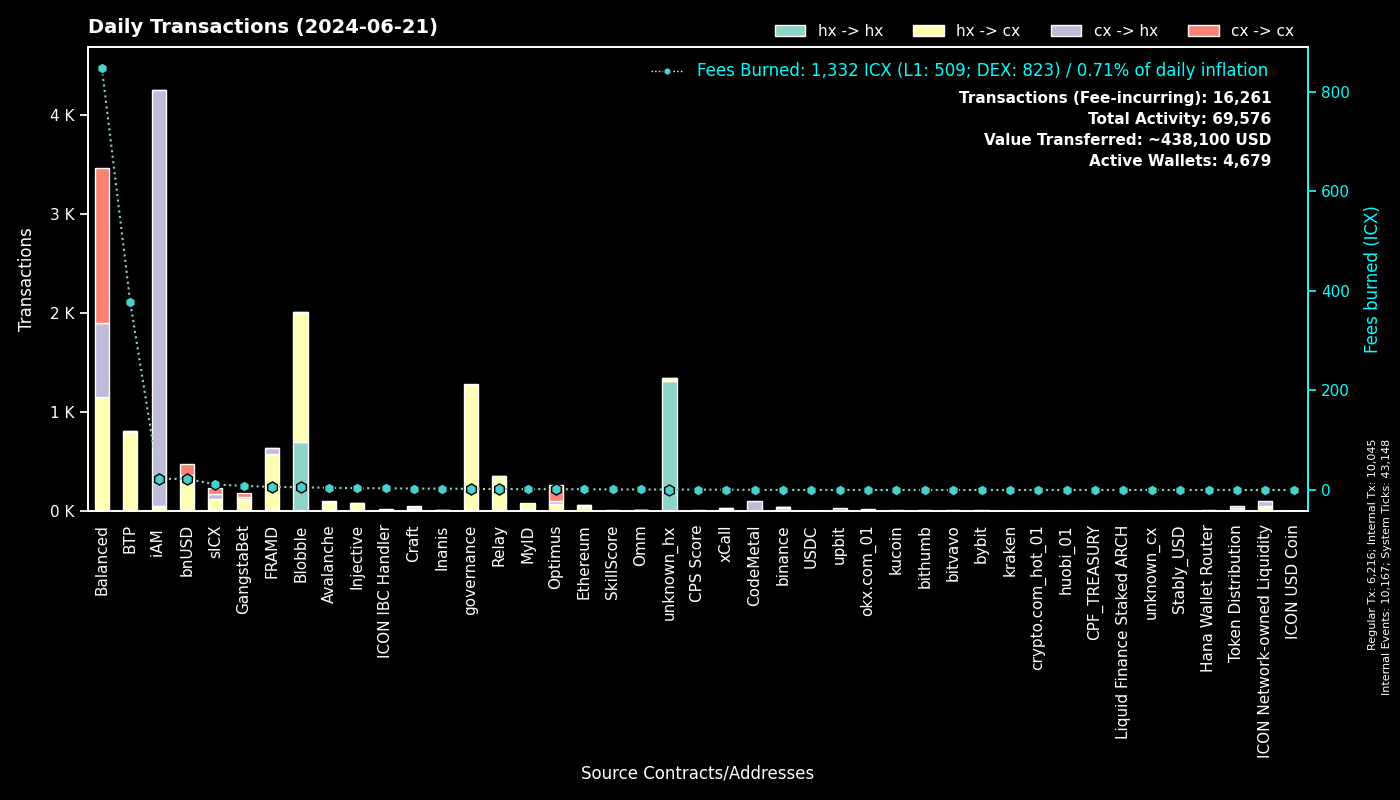 Daily Transactions (2024-06-21)
hx -> hx
hx -> cx
cx -> hx
cx -> cx
Fees Burned: 1,332 ICX (L1: 509; DEX: 823) / 0.71% of daily inflation
Transactions (Fee-incurring): 16,261
Total Activity: 69,576
Value Transferred: ~438,100 USD
Active Wallets: 4,679
Transactions
4 K
3 K
2 K
1 K
0 K
800
600
400
200
0
Fees burned (ICX)
Balanced
BTP
IAM
bnUSD
sICX
GangstaBet
FRAMD
Blobble
Avalanche
Injective
ICON IBC Handler
Craft
Inanis
governance
Relay
MyID
Optimus
Ethereum
SkillScore
Omm
unknown_hx
CPS Score
xCall
CodeMetal
binance
USDC
upbit
okx.com_01
kucoin
bithumb
bitvavo
bybit
kraken
crypto.com_hot_01
huobi_01
CPF_TREASURY
Liquid Finance Staked ARCH
unknown_cx
Stably_USD
Hana Wallet Router
Token Distribution
ICON Network-owned Liquidity
ICON USD Coin
Source Contracts/Addresses
Regular Tx: 6,216; Internal Tx: 10,045
Internal Events: 10,167; System Ticks: 43,148